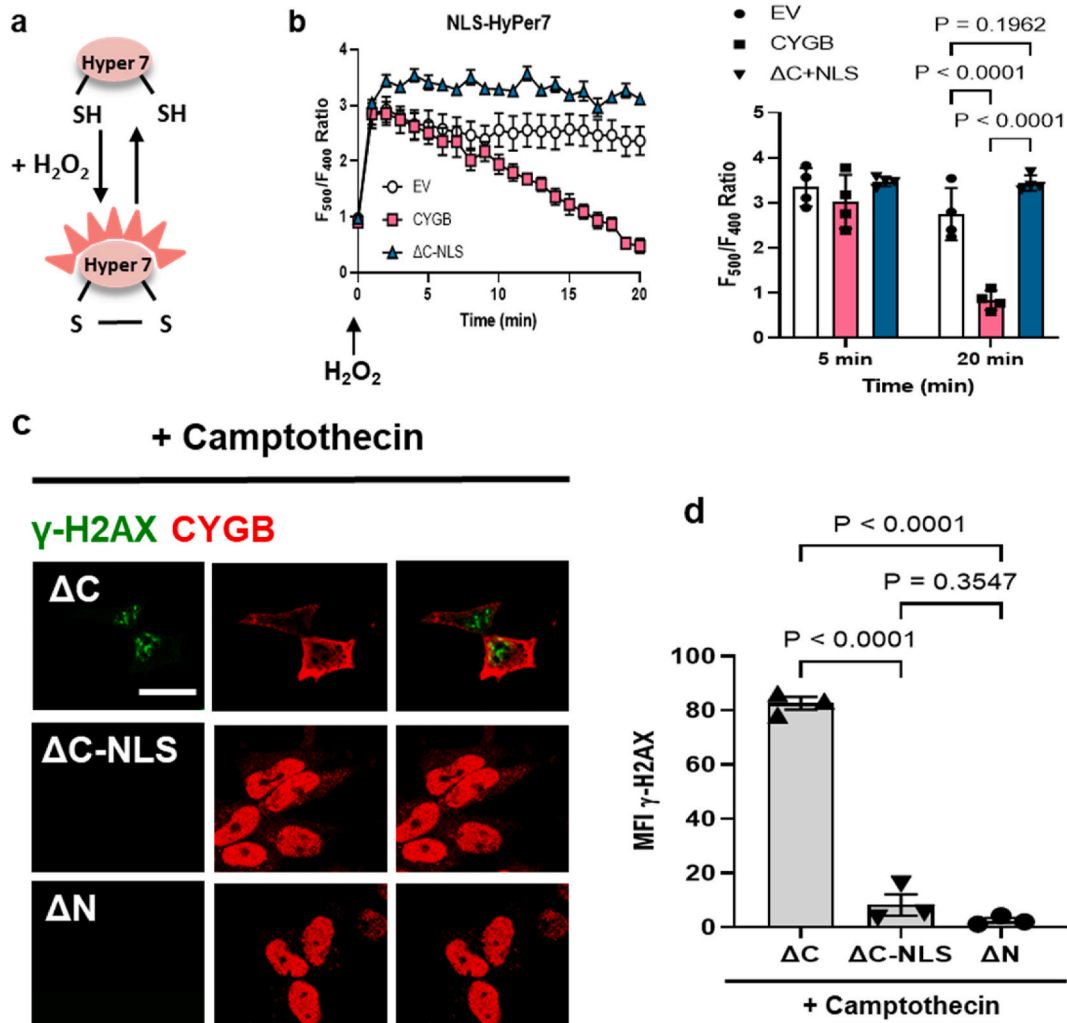 a
Hyper 7
SH SH
+ H₂O₂
Hyper 7
S S
b
NLS-HyPer7
F₅₀₀/F₄₀₀ Ratio
4
3
2
1
0
EV
CYGB
ΔC-NLS
0 5 10 15 20
Time (min)
H₂O₂
EV
CYGB
ΔC+NLS
P = 0.1962
P < 0.0001
P < 0.0001
F₅₀₀/F₄₀₀ Ratio
5
4
3
2
1
0
5 min 20 min
Time (min)
c
+ Camptothecin
γ-H2AX CYGB
ΔC
ΔC-NLS
ΔN
d
P < 0.0001
P = 0.3547
P < 0.0001
MFI γ-H2AX
100
80
60
40
20
0
ΔC ΔC-NLS ΔN
+ Camptothecin